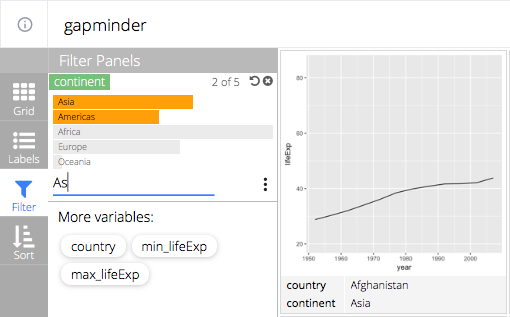 gapminder
Filter Panels
Grid
Labels
Filter
Sort
continent 2 of 5
Asia
Americas
Africa
Europe
Oceania
As
More variables:
country min_lifeExp
max_lifeExp
80
60
40
20
lifeExp
1950 1960 1970 1980 1990 2000
year
country Afghanistan
continent Asia